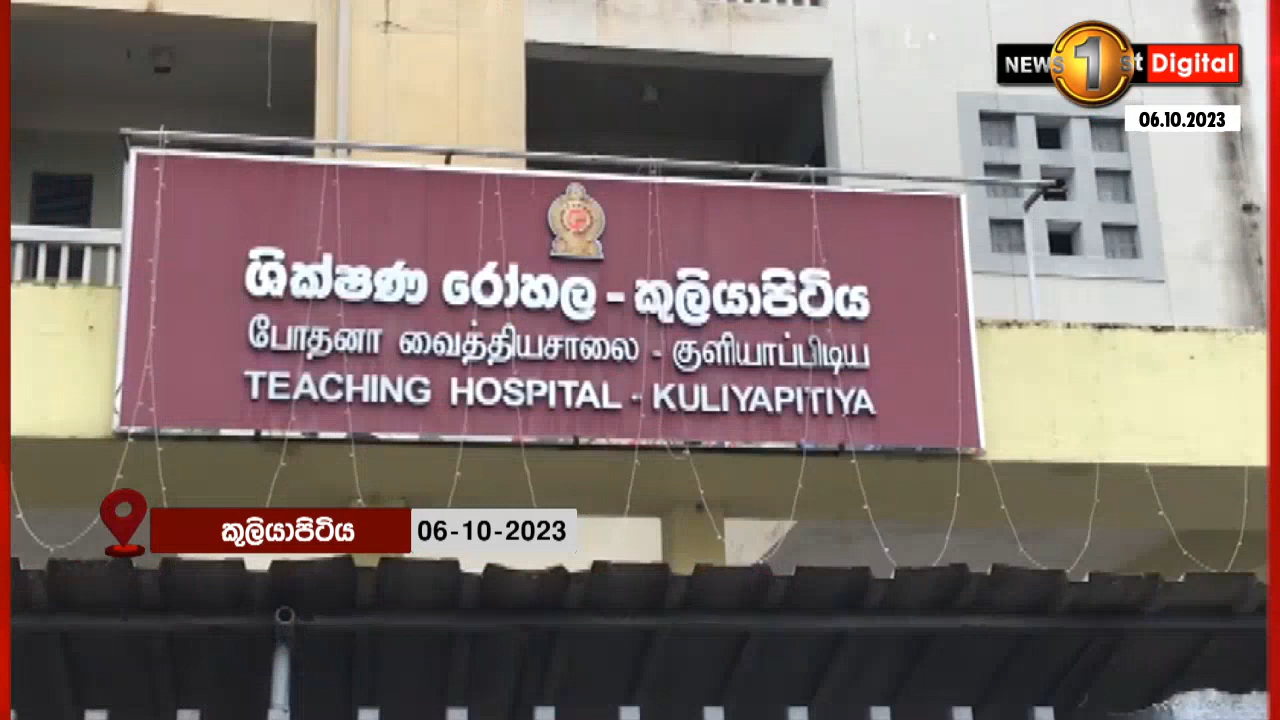 NEWS 1st Digital
06.10.2023
ශික්ෂණ රෝහල - කුලියාපිටිය
போதனா வைத்தியசாலை - குளியாப்பிடிய
TEACHING HOSPITAL - KULIYAPITIYA
කුලියාපිටිය 06-10-2023